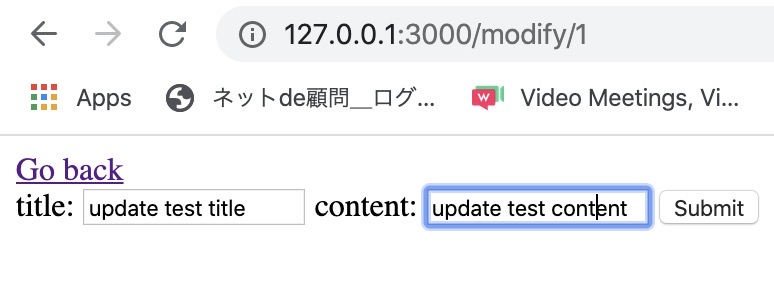 127.0.0.1:3000/modify/1
Apps ネットde顧問__ログ... Video Meetings, Vi...
Go back
title: update test title content: update test content Submit